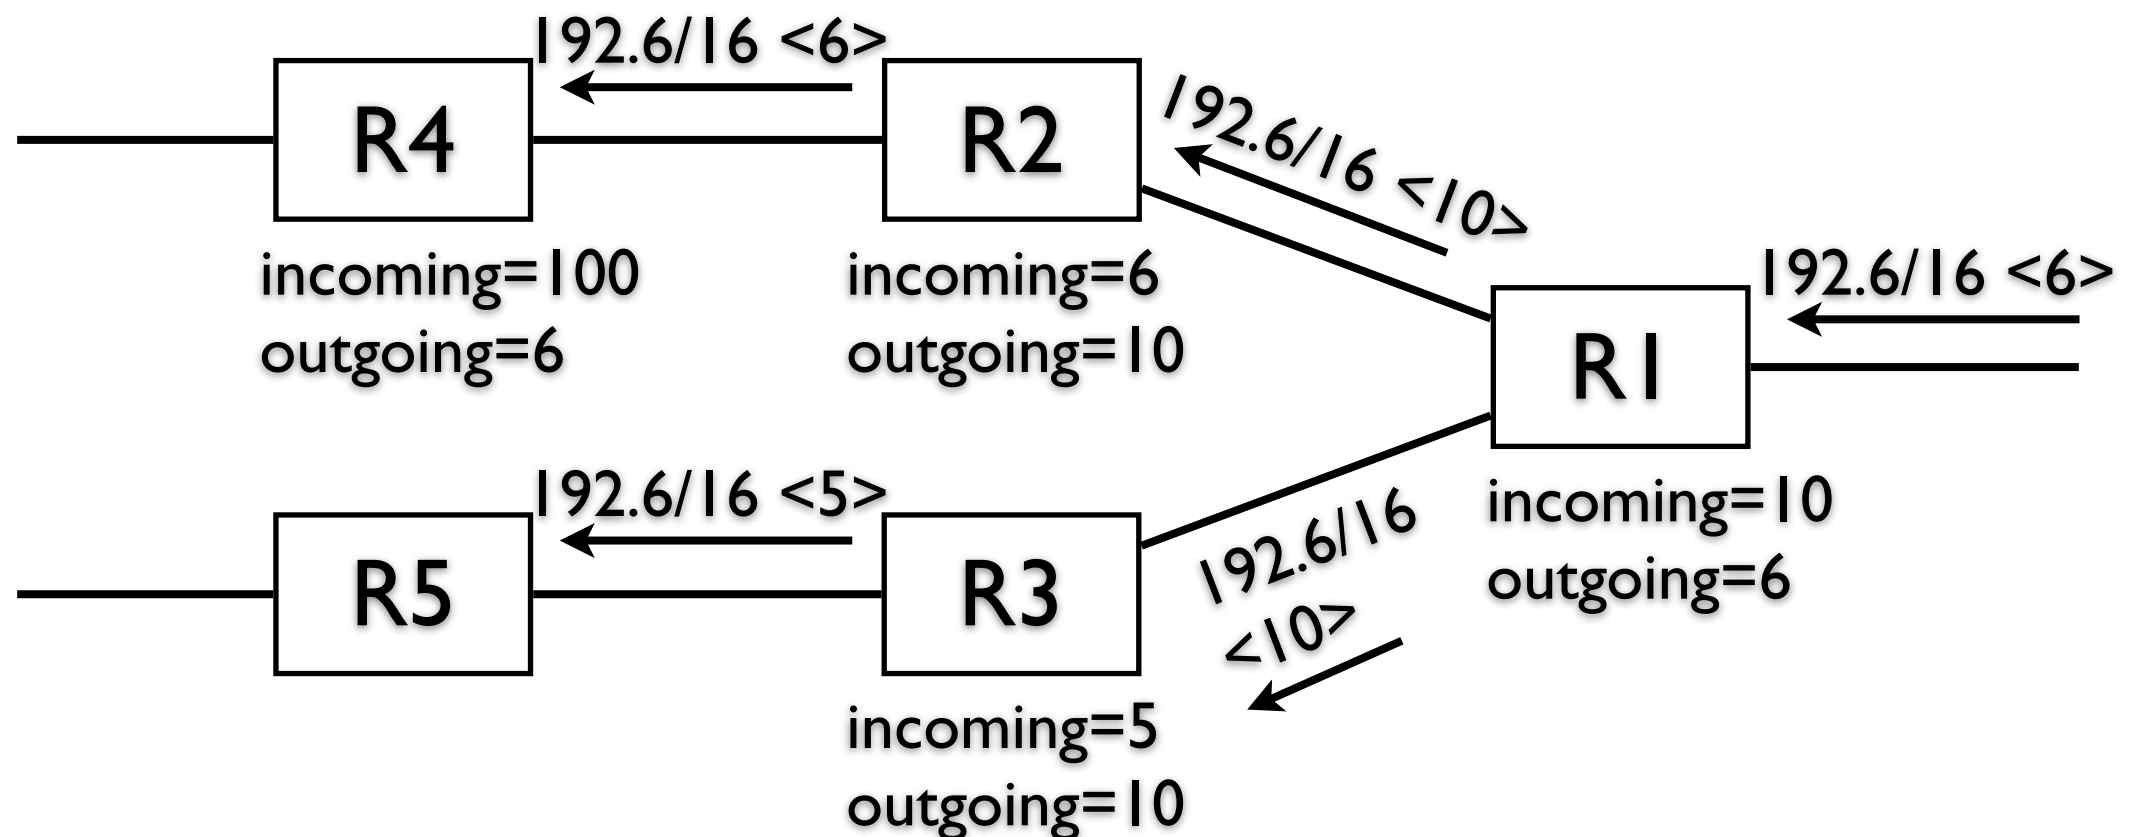 192.6/16 <6>
R4
R2
192.6/16 <10>
incoming=100
outgoing=6
incoming=6
outgoing=10
192.6/16 <6>
R1
incoming=10
outgoing=6
192.6/16 <5>
R5
R3
192.6/16
<10>
incoming=5
outgoing=10